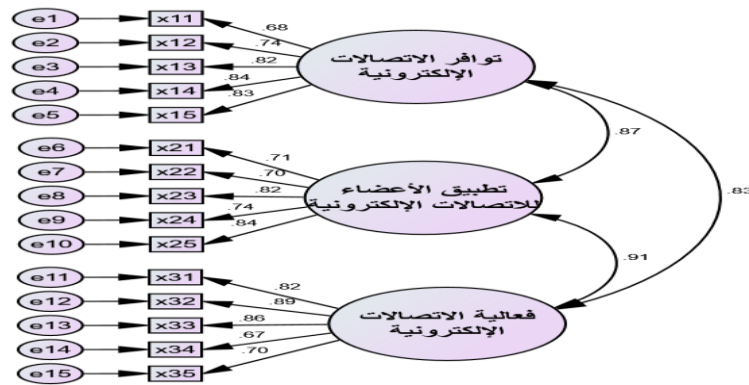 e1 x11 .68
e2 x12 .74
e3 x13 .82
e4 x14 .84
e5 x15 .83
توافر الاتصالات
الإلكترونية
.87
e6 x21 .71
e7 x22 .70
e8 x23 .82
e9 x24 .74
e10 x25 .84
تطبيق الأعضاء
للاتصالات الإلكترونية
.83
.91
e11 x31 .82
e12 x32 .89
e13 x33 .86
e14 x34 .67
e15 x35 .70
فعالية الاتصالات
الإلكترونية